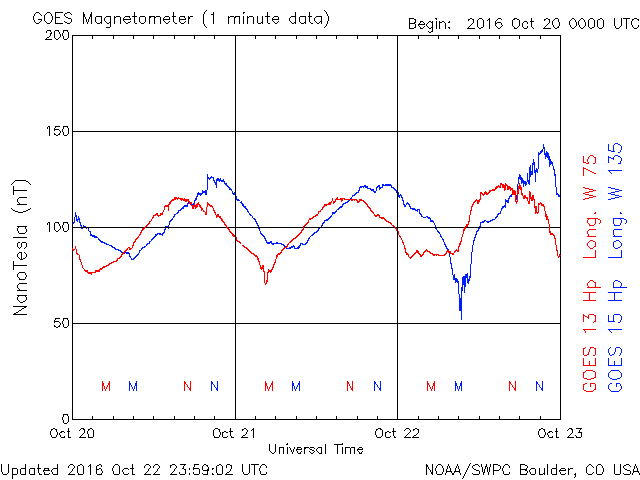 GOES Magnetometer (1 minute data)
Begin: 2016 Oct 20 0000 UTC
200
150
100
50
0
NanoTesla (nT)
M M N N M M N N M M N N
Oct 20 Oct 21 Oct 22 Oct 23
Universal Time
GOES 13 Hp Long. W 75
GOES 15 Hp Long. W 135
Updated 2016 Oct 22 23:59:02 UTC
NOAA/SWPC Boulder, CO USA